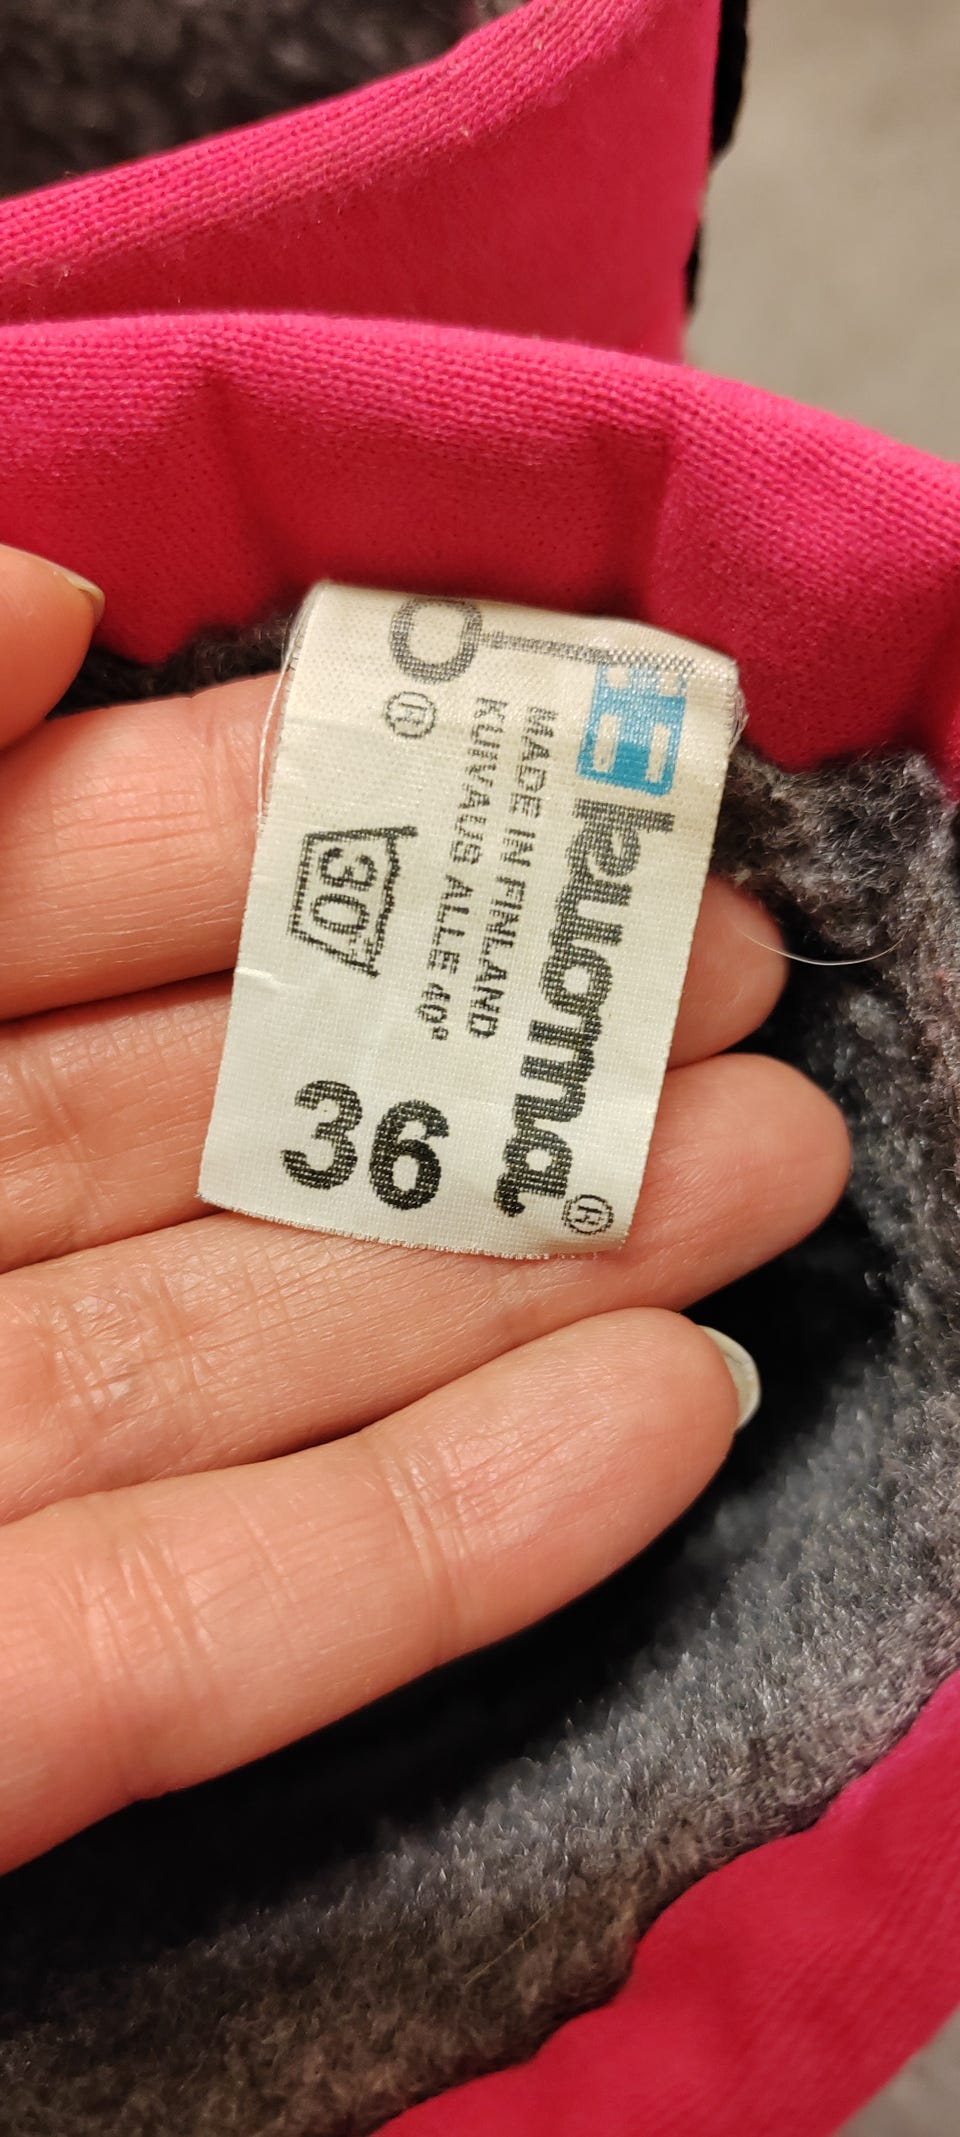 kuoma®
MADE IN FINLAND
KUIVAUS ALLE 40°
®
30
36